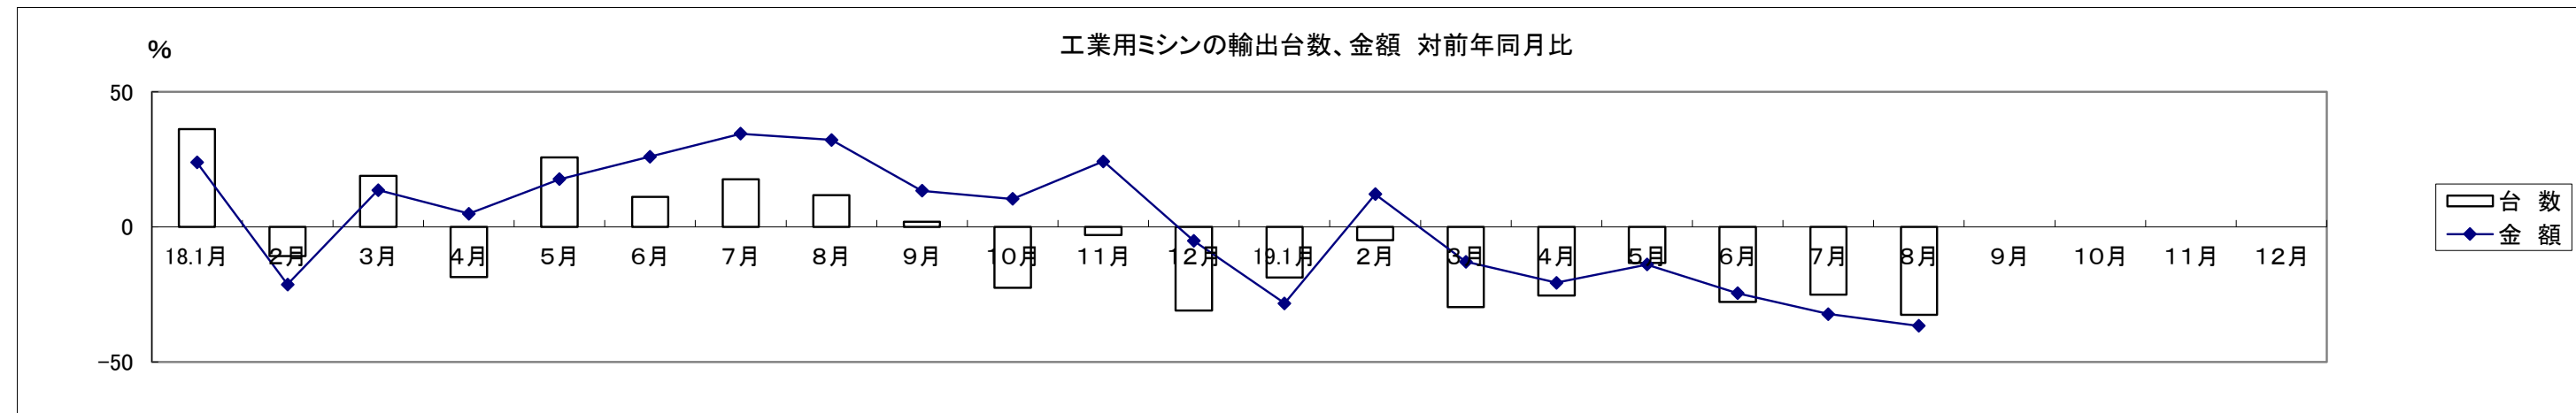 工業用ミシンの輸出台数、金額 対前年同月比
%
50
0
-50
18.1月 2月 3月 4月 5月 6月 7月 8月 9月 10月 11月 12月 19.1月 2月 3月 4月 5月 6月 7月 8月 9月 10月 11月 12月
台 数
金 額